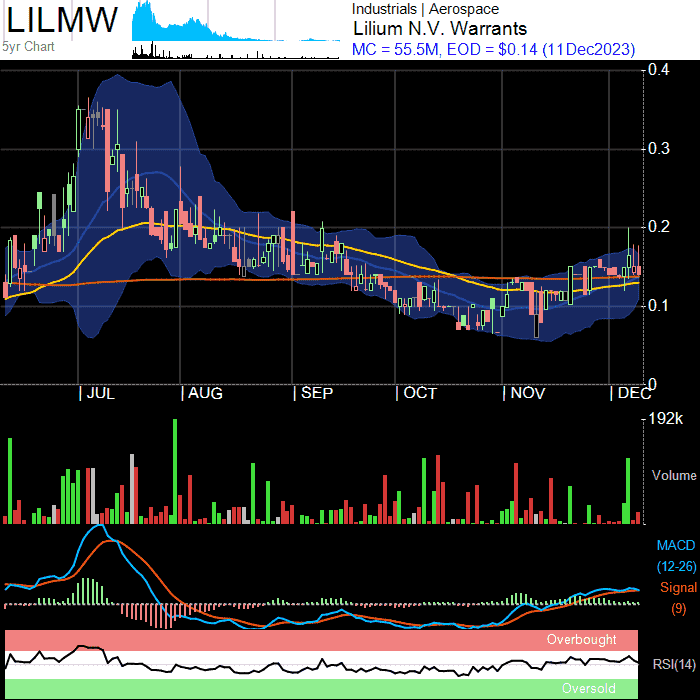 LILMW
5yr Chart
Industrials | Aerospace
Lilium N.V. Warrants
MC = 55.5M, EOD = $0.14 (11Dec2023)
0.4
0.3
0.2
0.1
0
| JUL | AUG | SEP | OCT | NOV | DEC
192k
Volume
MACD
(12-26)
Signal
(9)
Overbought
RSI(14)
Oversold